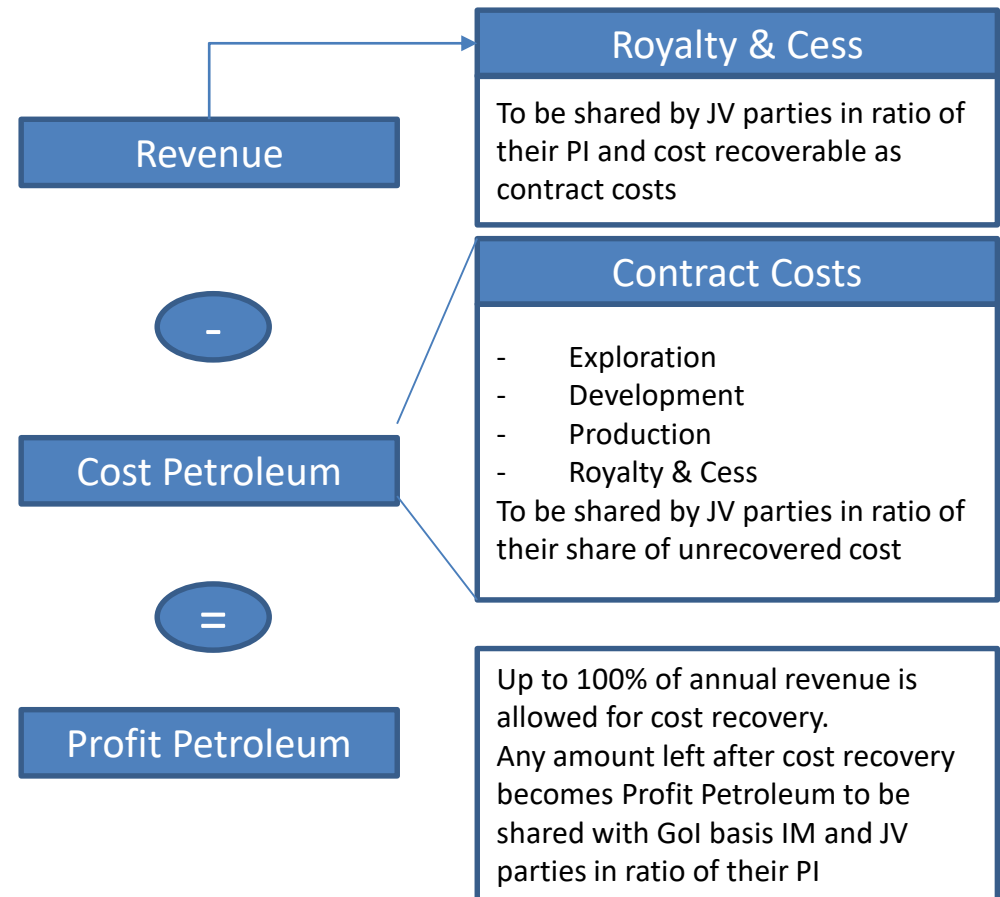 Revenue
-
Cost Petroleum
=
Profit Petroleum
Royalty & Cess
To be shared by JV parties in ratio of
their PI and cost recoverable as
contract costs
Contract Costs
- Exploration
- Development
- Production
- Royalty & Cess
To be shared by JV parties in ratio of
their share of unrecovered cost
Up to 100% of annual revenue is
allowed for cost recovery.
Any amount left after cost recovery
becomes Profit Petroleum to be
shared with GoI basis IM and JV
parties in ratio of their PI